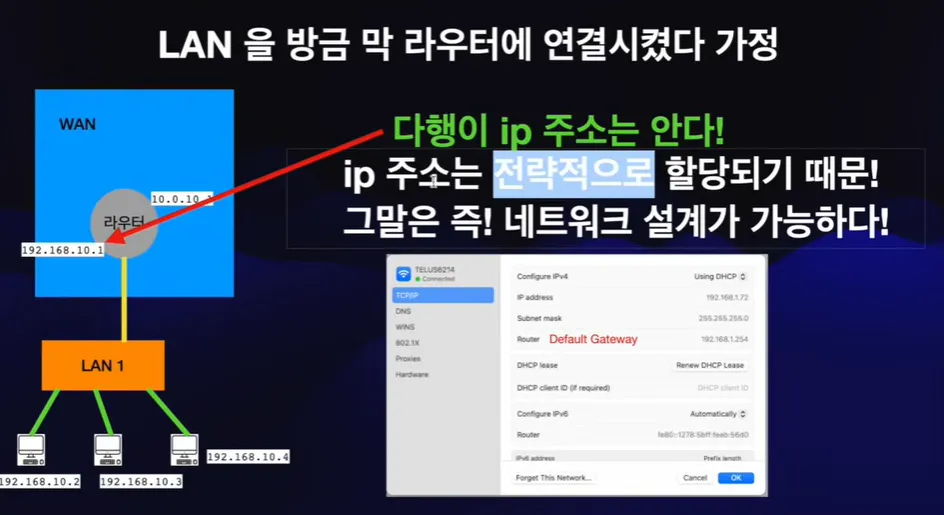 LAN 을 방금 막 라우터에 연결시켰다 가정
WAN
다행이 ip 주소는 안다!
ip 주소는 전략적으로 할당되기 때문!
그말은 즉! 네트워크 설계가 가능하다!
라우터
192.168.10.1
LAN 1
192.168.10.2
192.168.10.3
192.168.10.4
TELUS6214
Connected
TCP/IP
DNS
WINS
802.1X
Proxies
Hardware
Configure IPv4 Using DHCP
IP address 192.168.1.72
Subnet mask 255.255.255.0
Router Default Gateway 192.168.1.254
DHCP lease Renew DHCP Lease
DHCP client ID (if required) DHCP client ID
Configure IPv6 Automatically
Router fe80::1278:5bff:feeb:56d0
IPv6 address Prefix length
Forget This Network... Cancel OK